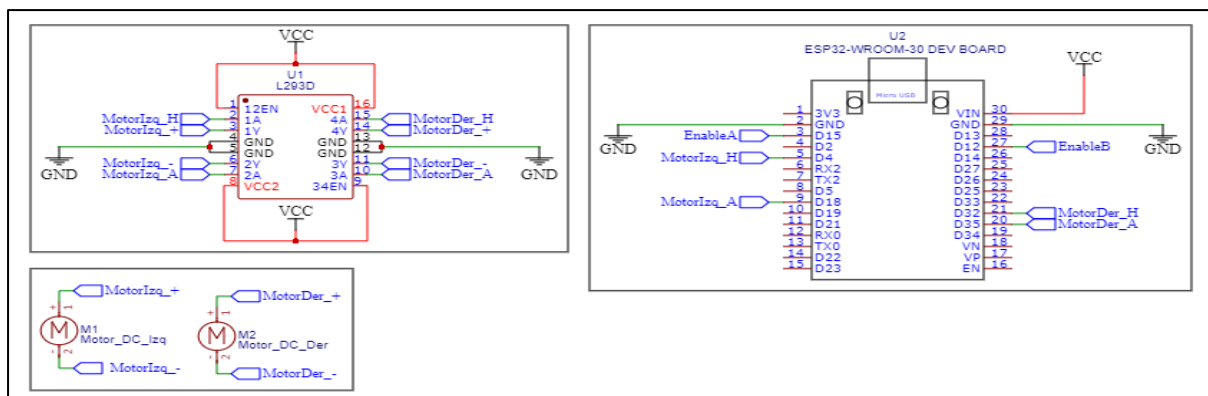 VCC
U1
L293D
1 12EN VCC1 16
MotorIzq_H 2 1A 4A 15 MotorDer_H
MotorIzq_+ 3 1Y 4Y 14 MotorDer_+
4 GND GND 13
5 GND GND 12
GND GND
MotorIzq_- 6 2Y 3Y 11 MotorDer_-
MotorIzq_A 7 2A 3A 10 MotorDer_A
8 VCC2 34EN 9
VCC
MotorIzq_+
+ 1
M
M1
Motor_DC_Izq
- 2
MotorIzq_-
MotorDer_+
+ 1
M
M2
Motor_DC_Der
- 2
MotorDer_-
U2
ESP32-WROOM-30 DEV BOARD
VCC
Micro USB
1 3V3 VIN 30
2 GND GND 29
GND GND
EnableA 3 D15 D13 28
4 D2 D12 27 EnableB
MotorIzq_H 5 D4 D14 26
6 RX2 D27 25
7 TX2 D26 24
8 D5 D25 23
MotorIzq_A 9 D18 D33 22
10 D19 D32 21 MotorDer_H
11 D21 D35 20 MotorDer_A
12 RX0 D34 19
13 TX0 VN 18
14 D22 VP 17
15 D23 EN 16